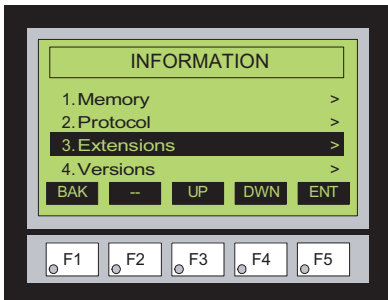 INFORMATION
1. Memory >
2. Protocol >
3. Extensions >
4. Versions >
BAK -- UP DWN ENT
F1 F2 F3 F4 F5